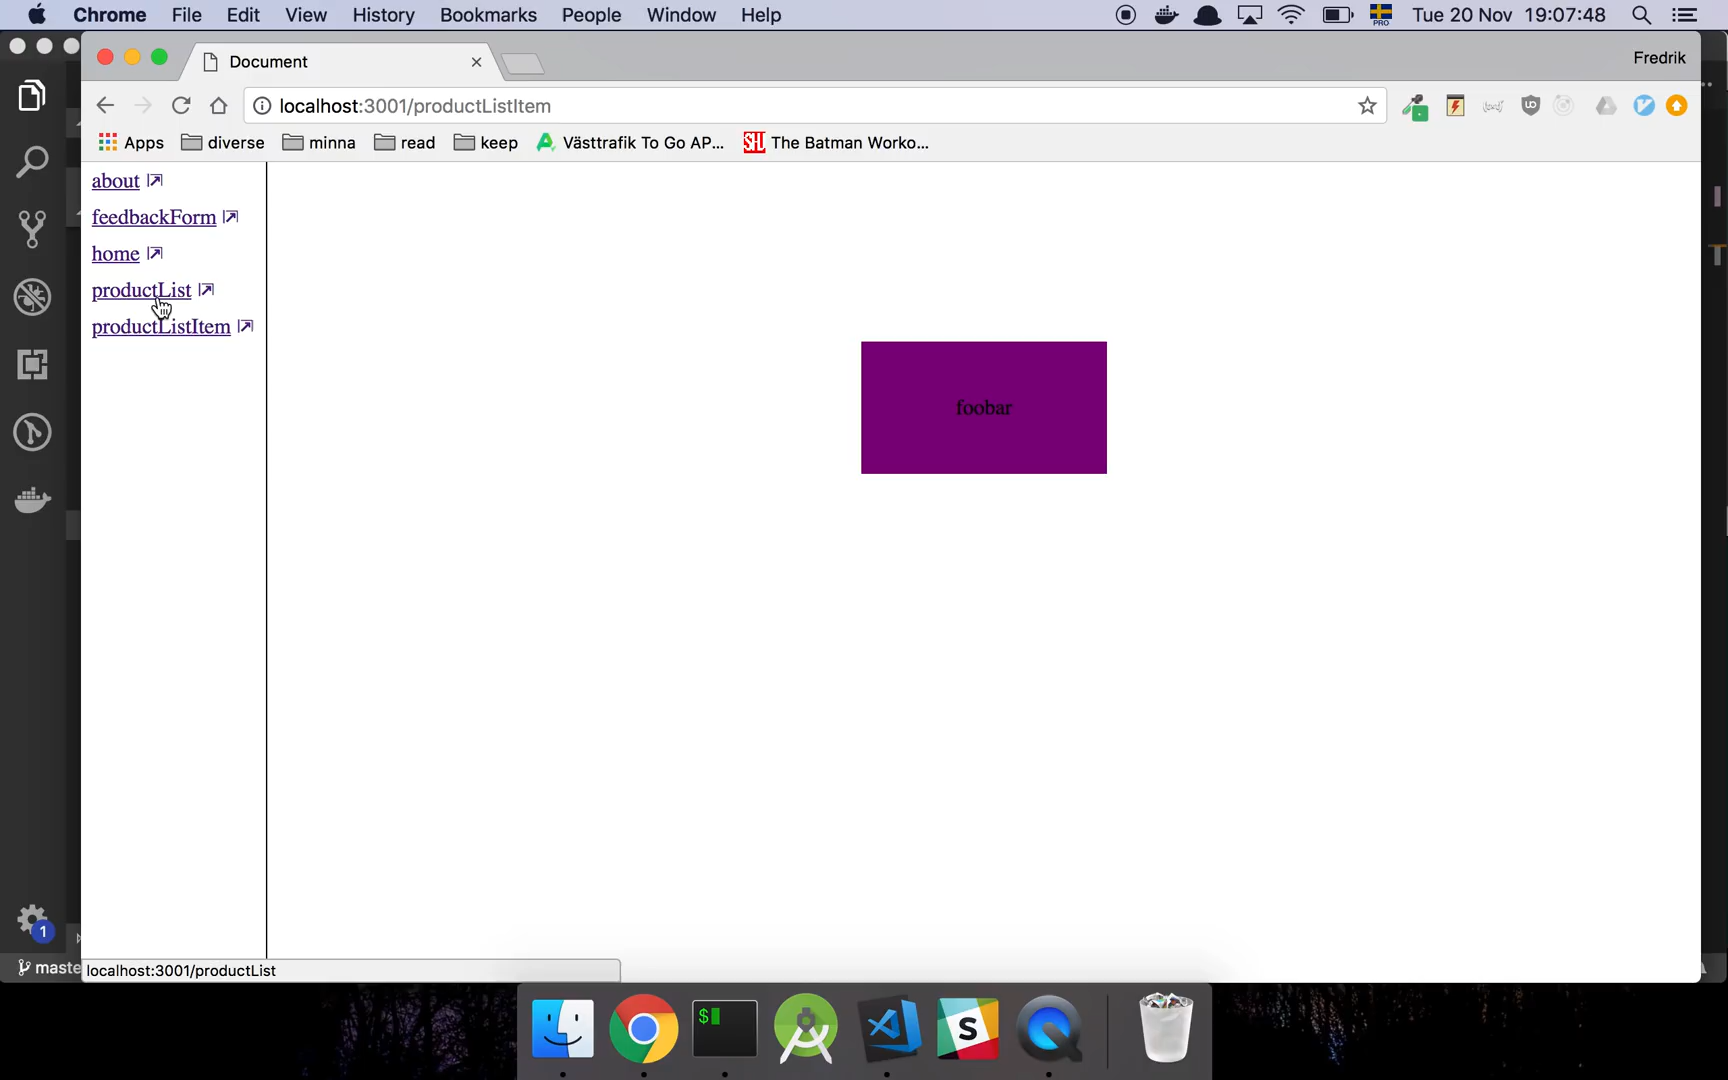 Chrome File Edit View History Bookmarks People Window Help PRO Tue 20 Nov 19:07:48
Document Fredrik
localhost:3001/productListItem
Apps diverse minna read keep Västtrafik To Go AP... The Batman Worko...
about
feedbackForm
home
productList
productListItem
foobar
1
maste
localhost:3001/productList
$
S